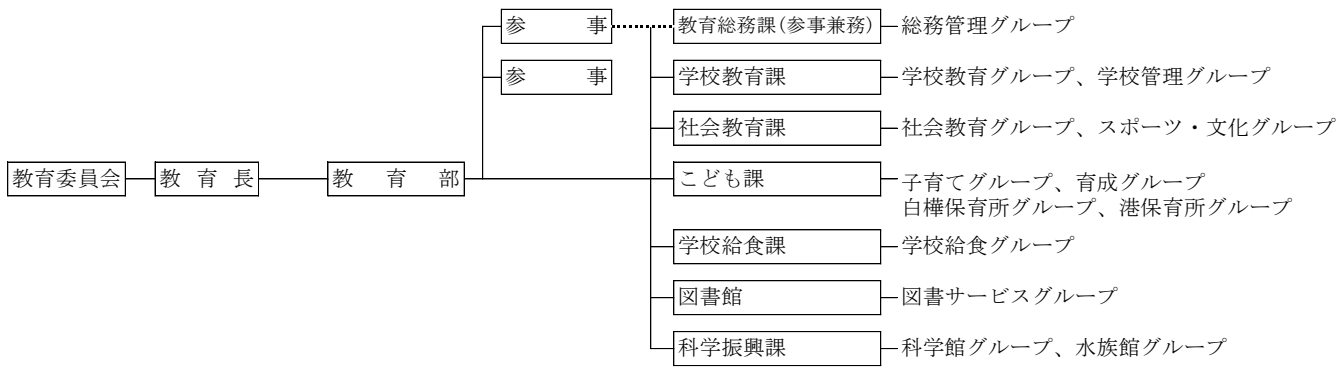 参事 教育総務課(参事兼務) 総務管理グループ
参事 学校教育課 学校教育グループ、学校管理グループ
社会教育課 社会教育グループ、スポーツ・文化グループ
教育委員会 教育長 教育部 こども課 子育てグループ、育成グループ
白樺保育所グループ、港保育所グループ
学校給食課 学校給食グループ
図書館 図書サービスグループ
科学振興課 科学館グループ、水族館グループ